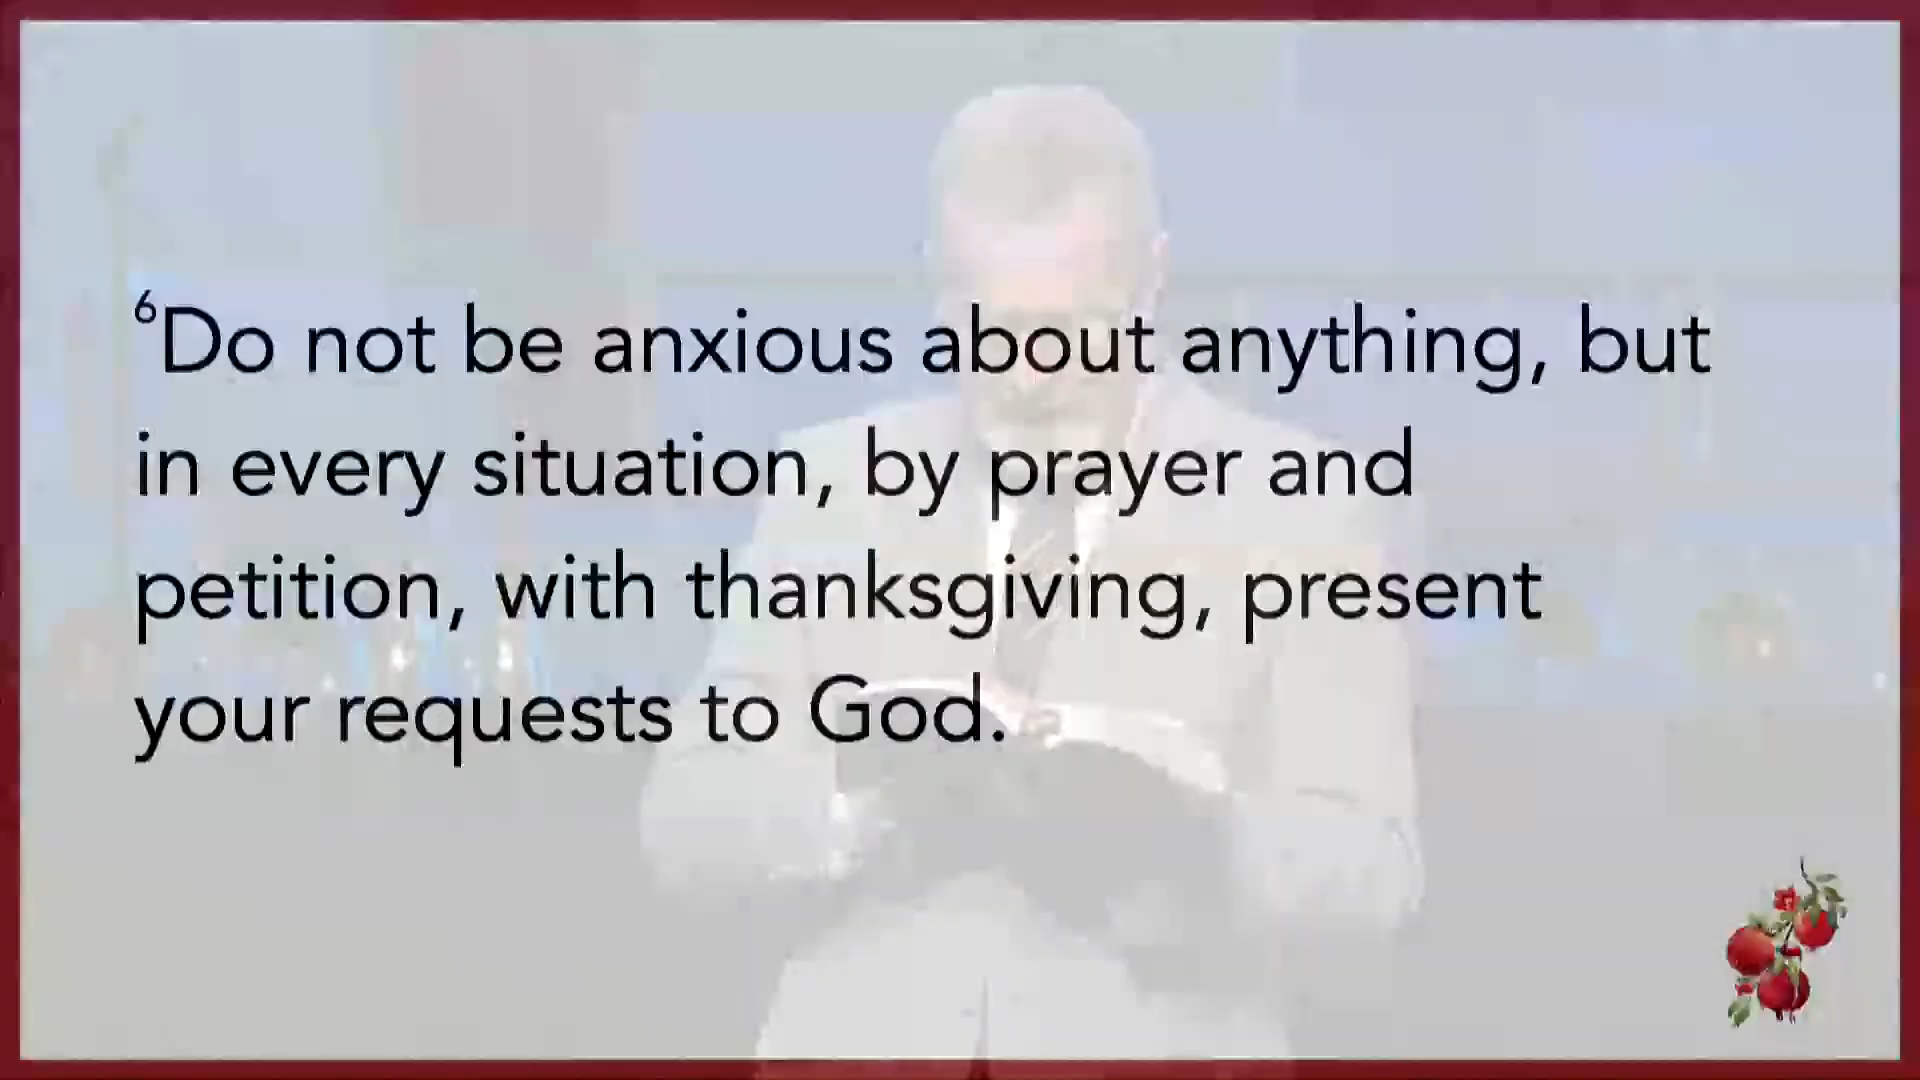 ⁶Do not be anxious about anything, but
in every situation, by prayer and
petition, with thanksgiving, present
your requests to God.